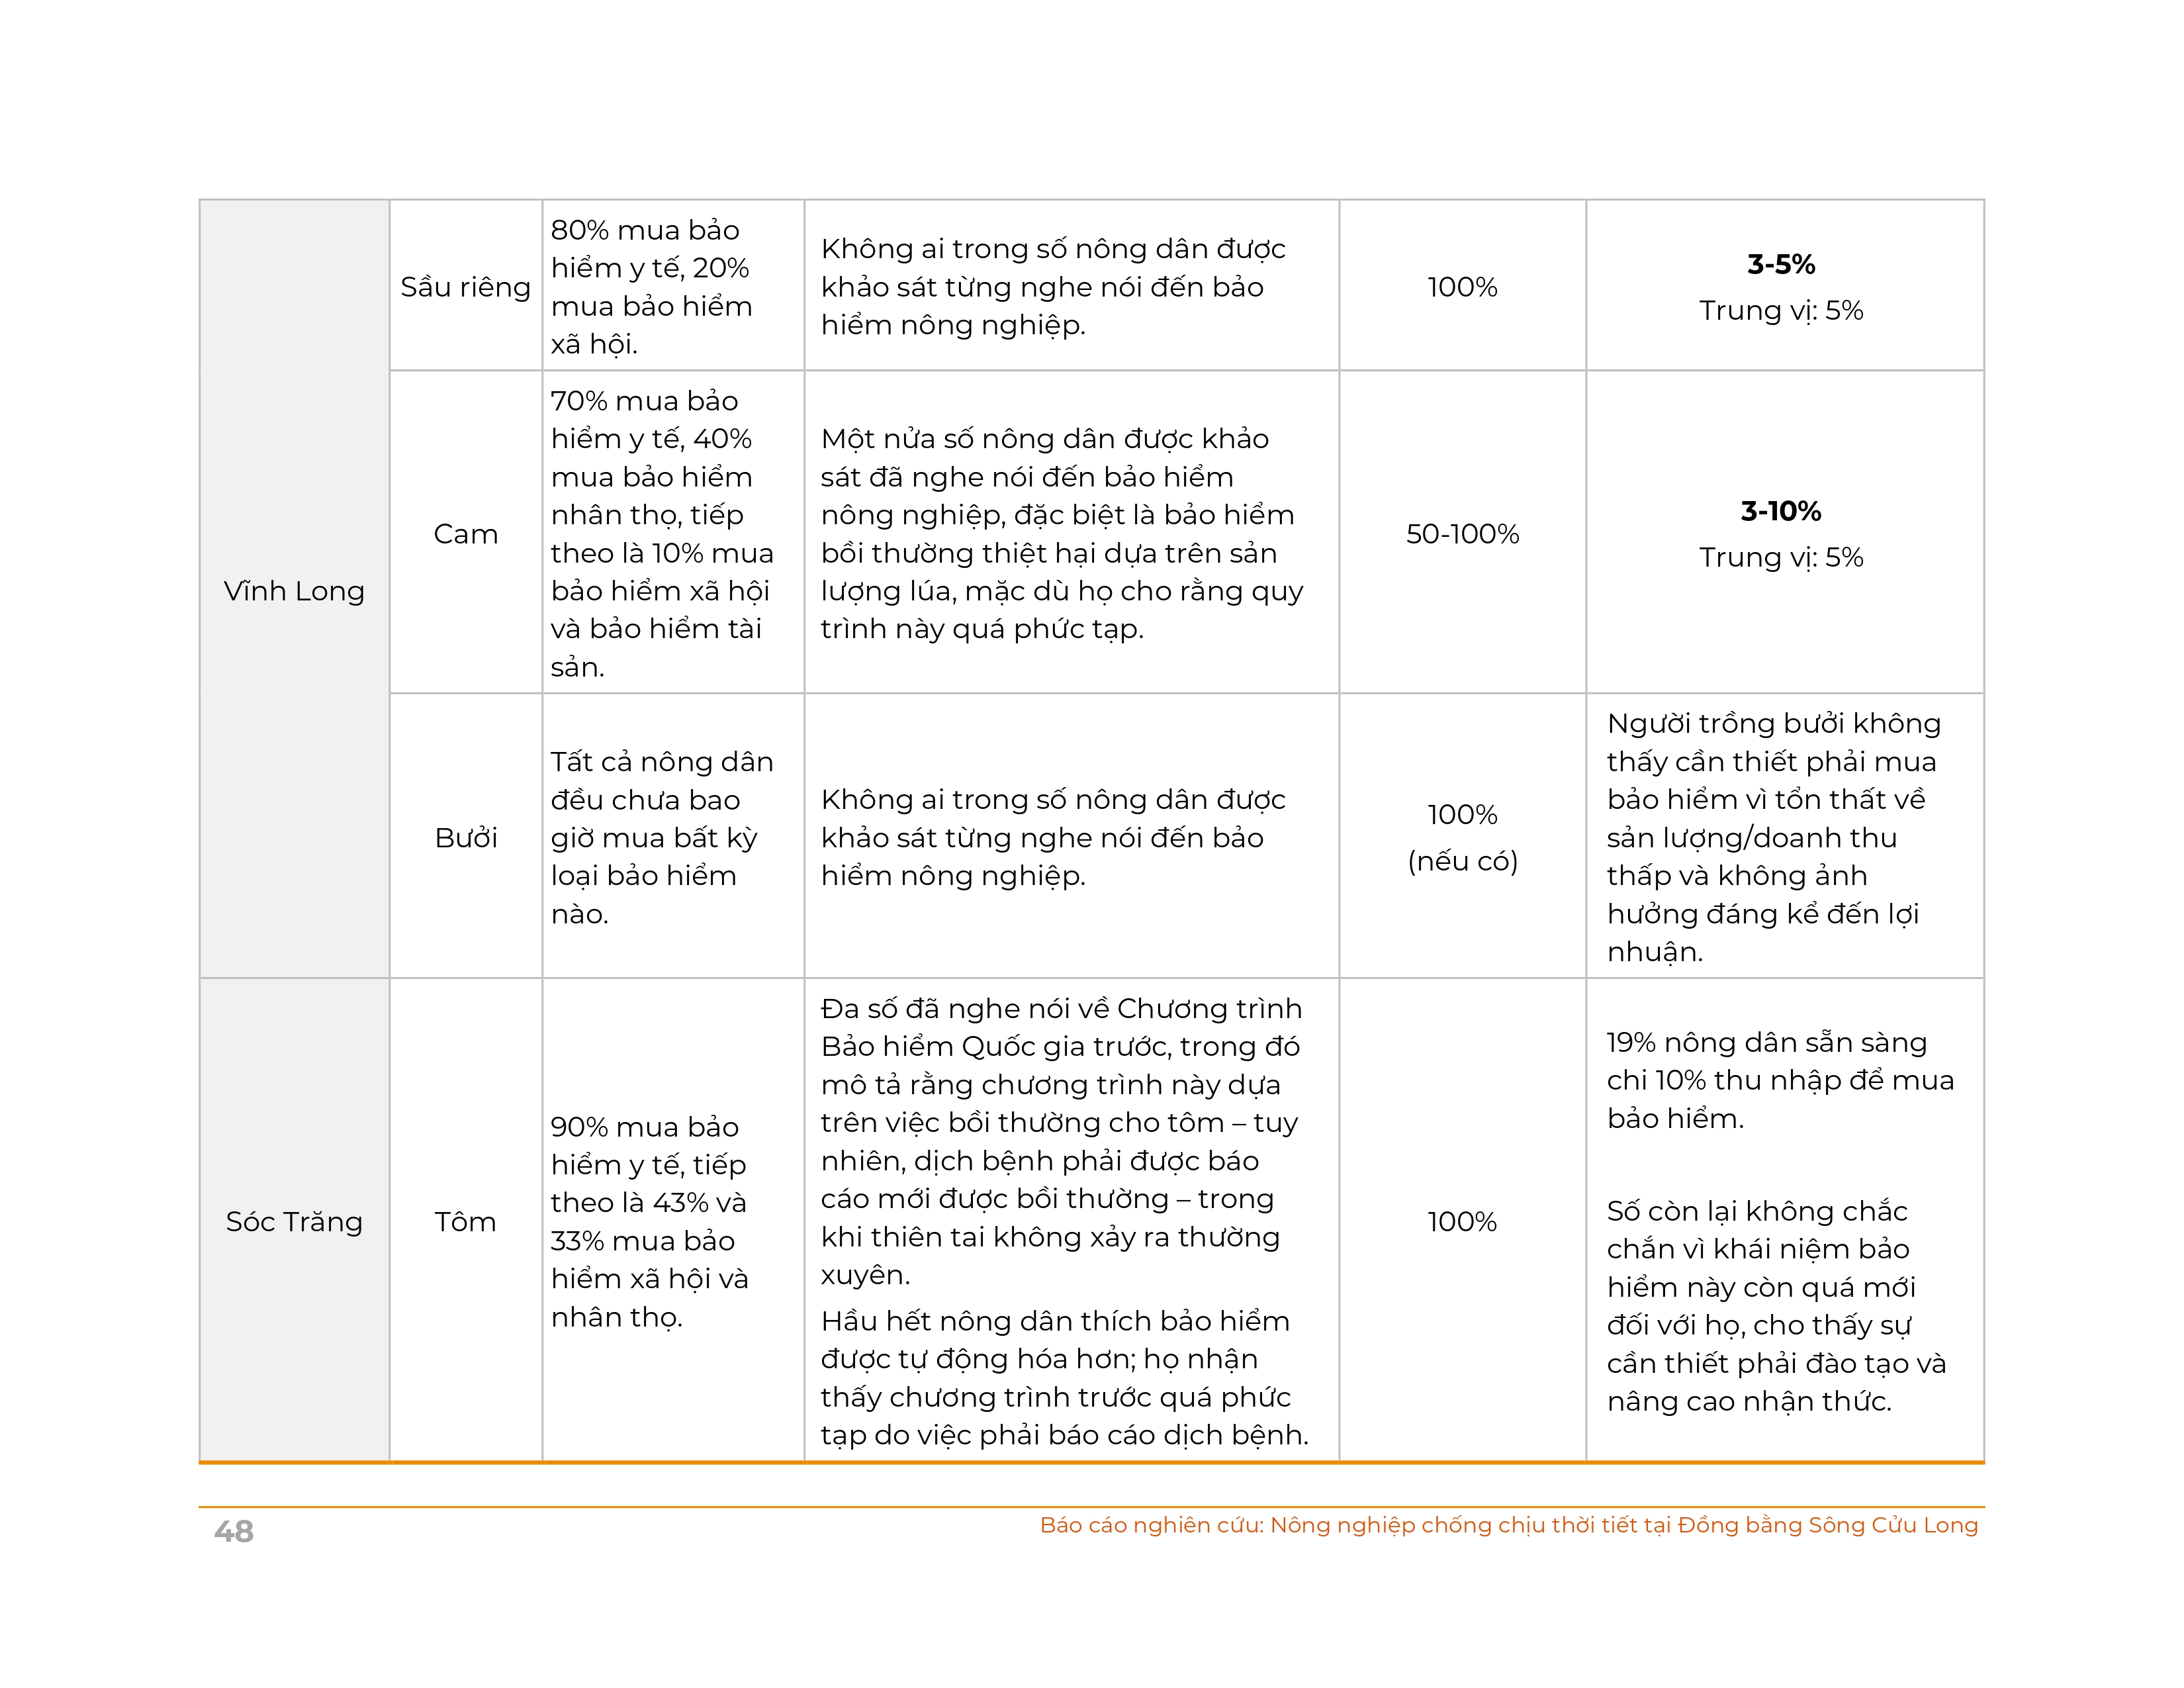 Vĩnh Long
Sầu riêng
80% mua bảo
hiểm y tế, 20%
mua bảo hiểm
xã hội.
Không ai trong số nông dân được
khảo sát từng nghe nói đến bảo
hiểm nông nghiệp.
100%
3-5%
Trung vị: 5%
Cam
70% mua bảo
hiểm y tế, 40%
mua bảo hiểm
nhân thọ, tiếp
theo là 10% mua
bảo hiểm xã hội
và bảo hiểm tài
sản.
Một nửa số nông dân được khảo
sát đã nghe nói đến bảo hiểm
nông nghiệp, đặc biệt là bảo hiểm
bồi thường thiệt hại dựa trên sản
lượng lúa, mặc dù họ cho rằng quy
trình này quá phức tạp.
50-100%
3-10%
Trung vị: 5%
Bưởi
Tất cả nông dân
đều chưa bao
giờ mua bất kỳ
loại bảo hiểm
nào.
Không ai trong số nông dân được
khảo sát từng nghe nói đến bảo
hiểm nông nghiệp.
100%
(nếu có)
Người trồng bưởi không
thấy cần thiết phải mua
bảo hiểm vì tổn thất về
sản lượng/doanh thu
thấp và không ảnh
hưởng đáng kể đến lợi
nhuận.
Sóc Trăng
Tôm
90% mua bảo
hiểm y tế, tiếp
theo là 43% và
33% mua bảo
hiểm xã hội và
nhân thọ.
Đa số đã nghe nói về Chương trình
Bảo hiểm Quốc gia trước, trong đó
mô tả rằng chương trình này dựa
trên việc bồi thường cho tôm – tuy
nhiên, dịch bệnh phải được báo
cáo mới được bồi thường – trong
khi thiên tai không xảy ra thường
xuyên.
Hầu hết nông dân thích bảo hiểm
được tự động hóa hơn; họ nhận
thấy chương trình trước quá phức
tạp do việc phải báo cáo dịch bệnh.
100%
19% nông dân sẵn sàng
chi 10% thu nhập để mua
bảo hiểm.
Số còn lại không chắc
chắn vì khái niệm bảo
hiểm này còn quá mới
đối với họ, cho thấy sự
cần thiết phải đào tạo và
nâng cao nhận thức.
48
Báo cáo nghiên cứu: Nông nghiệp chống chịu thời tiết tại Đồng bằng Sông Cửu Long